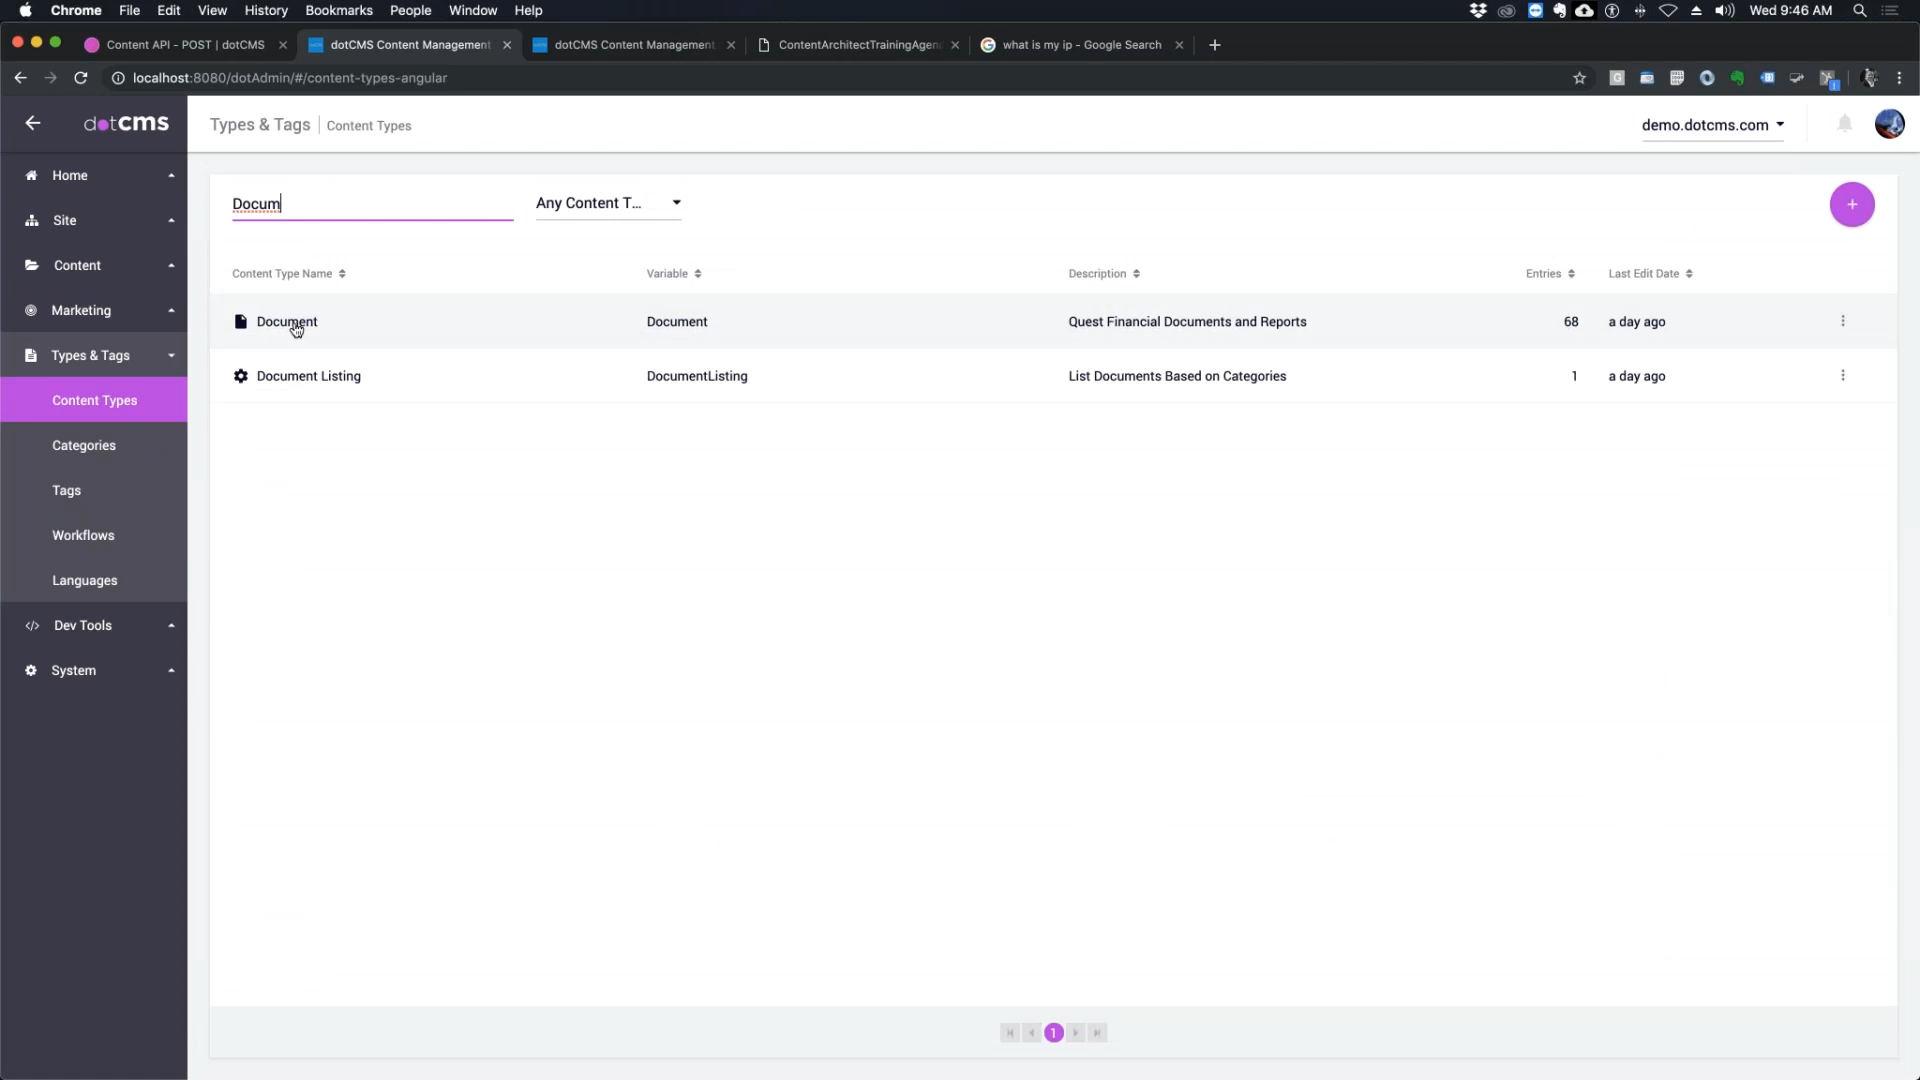 Chrome File Edit View History Bookmarks People Window Help Wed 9:46 AM
Content API - POST | dotCMS dotCMS Content Management dotCMS Content Management ContentArchitectTrainingAgen what is my ip - Google Search
localhost:8080/dotAdmin/#/content-types-angular
dotCMS
Types & Tags Content Types demo.dotcms.com
Home
Site
Content
Marketing
Types & Tags
Content Types
Categories
Tags
Workflows
Languages
Dev Tools
System
Docum Any Content T... +
Content Type Name Variable Description Entries Last Edit Date
Document Document Quest Financial Documents and Reports 68 a day ago
Document Listing DocumentListing List Documents Based on Categories 1 a day ago
1